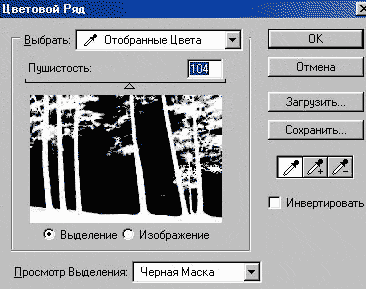 Цветовой Ряд
Выбрать: Отобранные Цвета
Пушистость: 104
Выделение Изображение
Просмотр Выделения: Черная Маска
OK
Отмена
Загрузить...
Сохранить...
Инвертировать